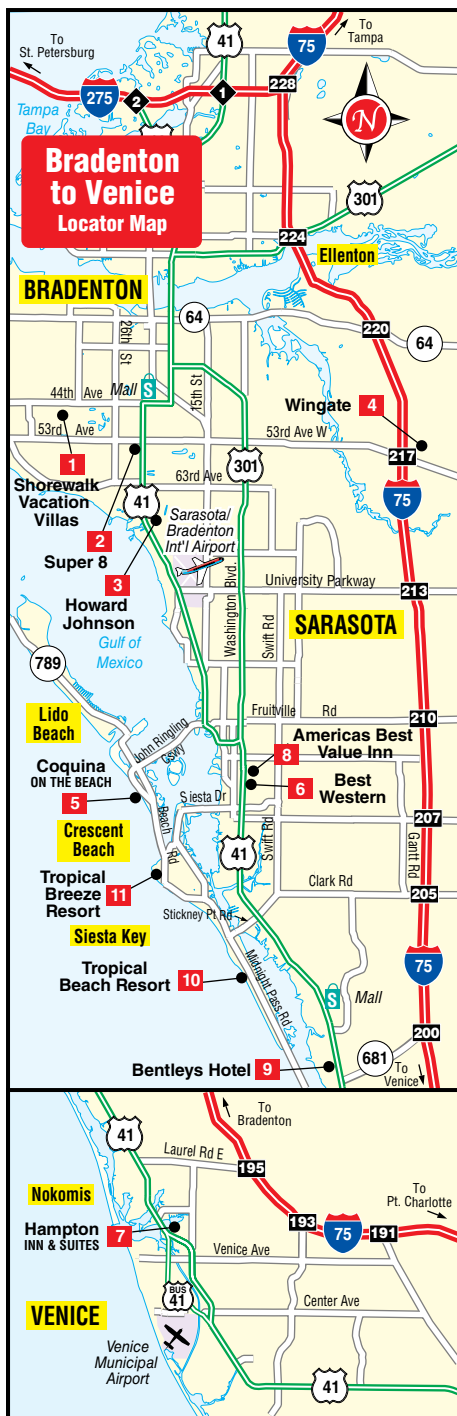 To
St. Petersburg
41
75
To
Tampa
275
2
1
228
Tampa
Bay
N
Bradenton
to Venice
Locator Map
301
224
Ellenton
BRADENTON
64
220
64
26th St
15th St
44th Ave
Mall
S
Wingate
4
53rd Ave
53rd Ave W
217
1
Shorewalk
Vacation
Villas
63rd Ave
301
41
75
2
Super 8
Sarasota/
Bradenton
Int'l Airport
3
Howard
Johnson
Washington Blvd.
Swift Rd
University Parkway
213
SARASOTA
Gulf of
Mexico
789
Lido
Beach
Fruitville Rd
210
John Ringling
Cswy
Americas Best
Value Inn
8
Coquina
ON THE BEACH
5
6
Best
Western
Siesta Dr
Beach Rd
207
Crescent
Beach
41
Swift Rd
Gantt Rd
Tropical
Breeze
Resort
11
Clark Rd
205
Stickney Pt Rd
Siesta Key
Tropical
Beach Resort
10
Midnight Pass Rd
75
S
Mall
200
Bentleys Hotel
9
681
To
Venice
To
Bradenton
41
Laurel Rd E
195
To
Pt. Charlotte
Nokomis
Hampton
INN & SUITES
7
193
75
191
Venice Ave
BUS
41
Center Ave
VENICE
Venice
Municipal
Airport
41